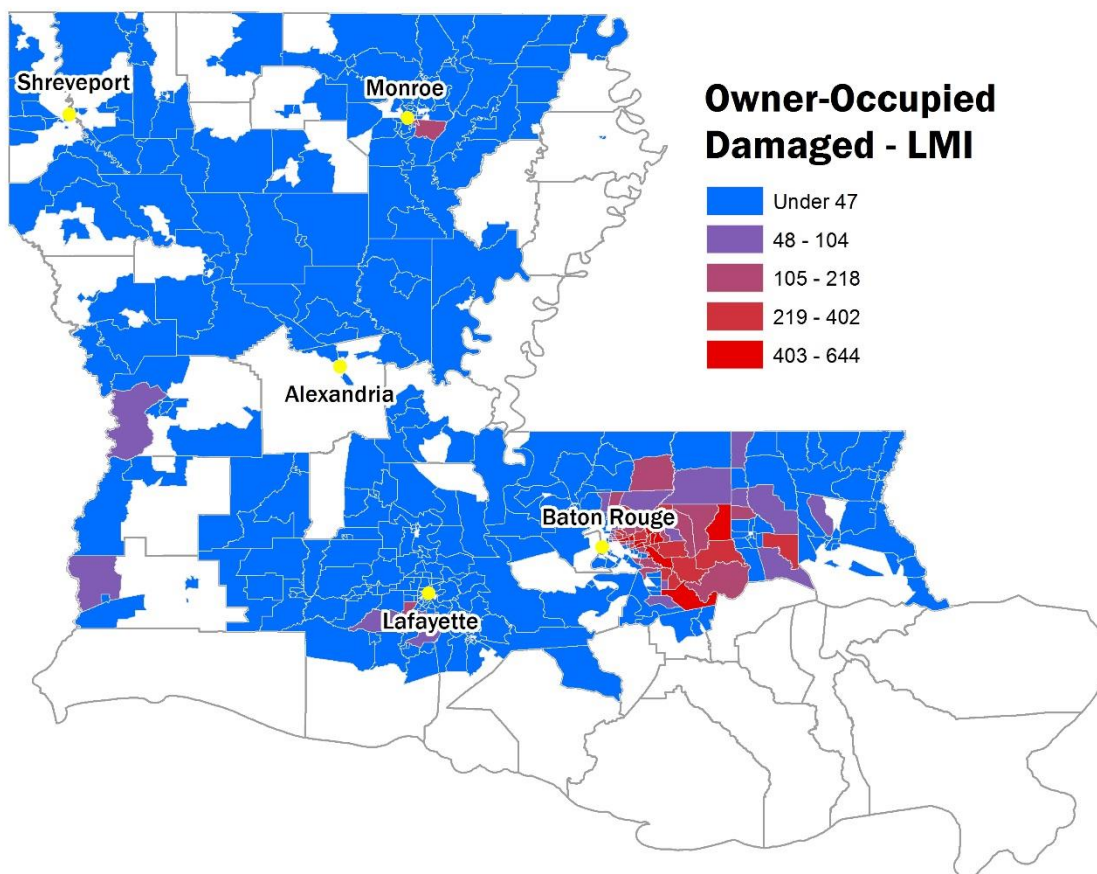 Owner-Occupied
Damaged - LMI
Under 47
48 - 104
105 - 218
219 - 402
403 - 644
Shreveport
Monroe
Alexandria
Baton Rouge
Lafayette